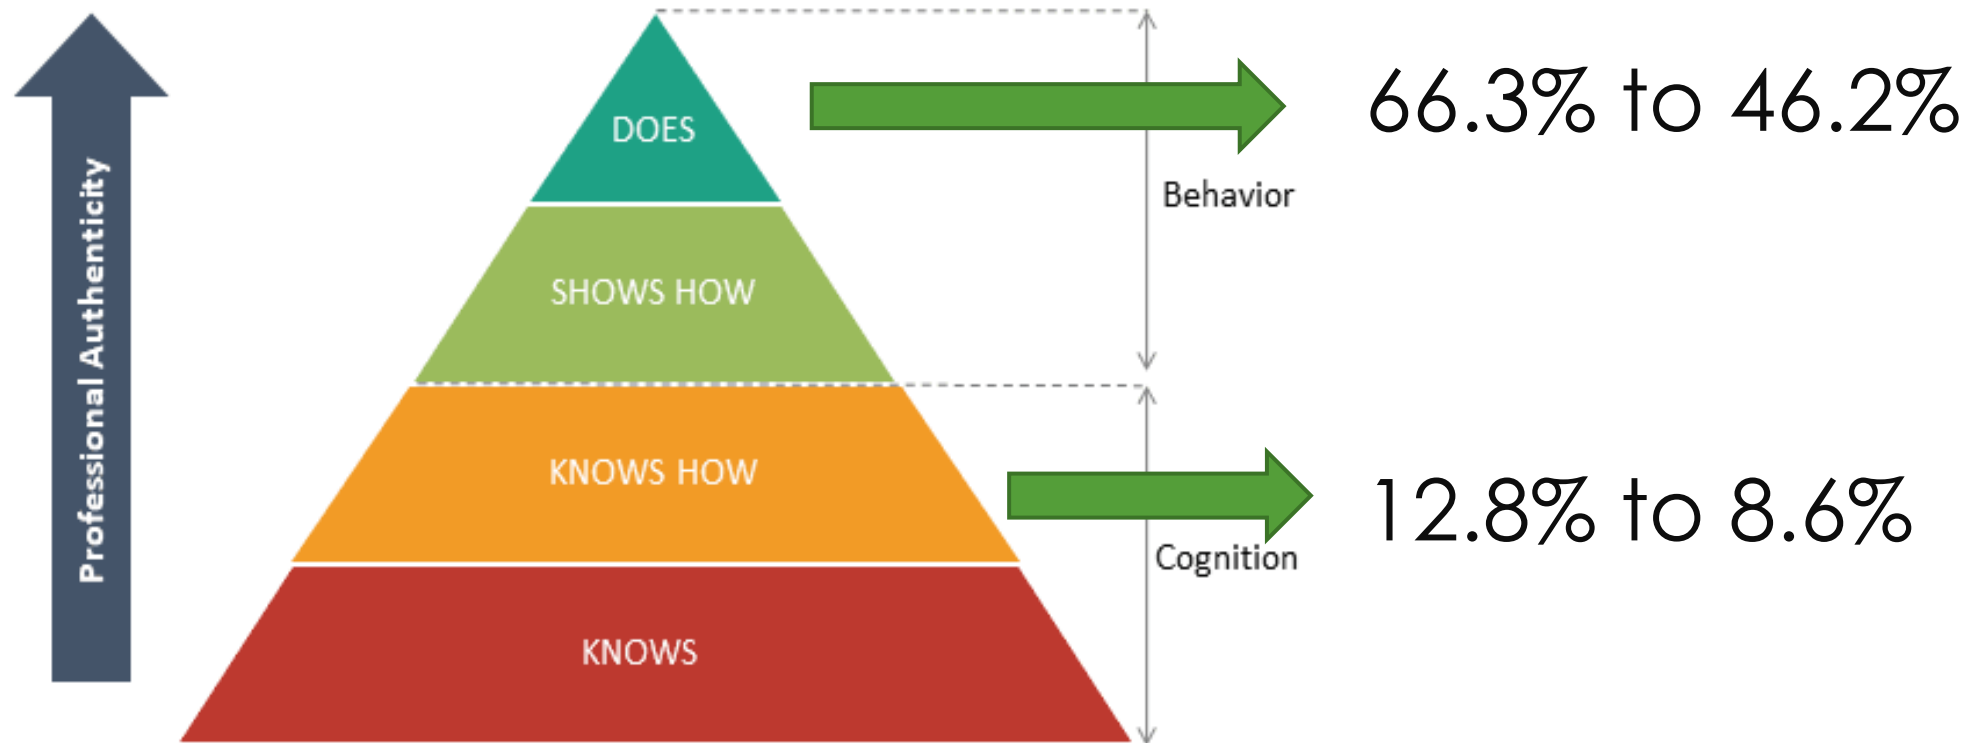 Professional Authenticity
DOES
66.3% to 46.2%
Behavior
SHOWS HOW
KNOWS HOW
12.8% to 8.6%
Cognition
KNOWS